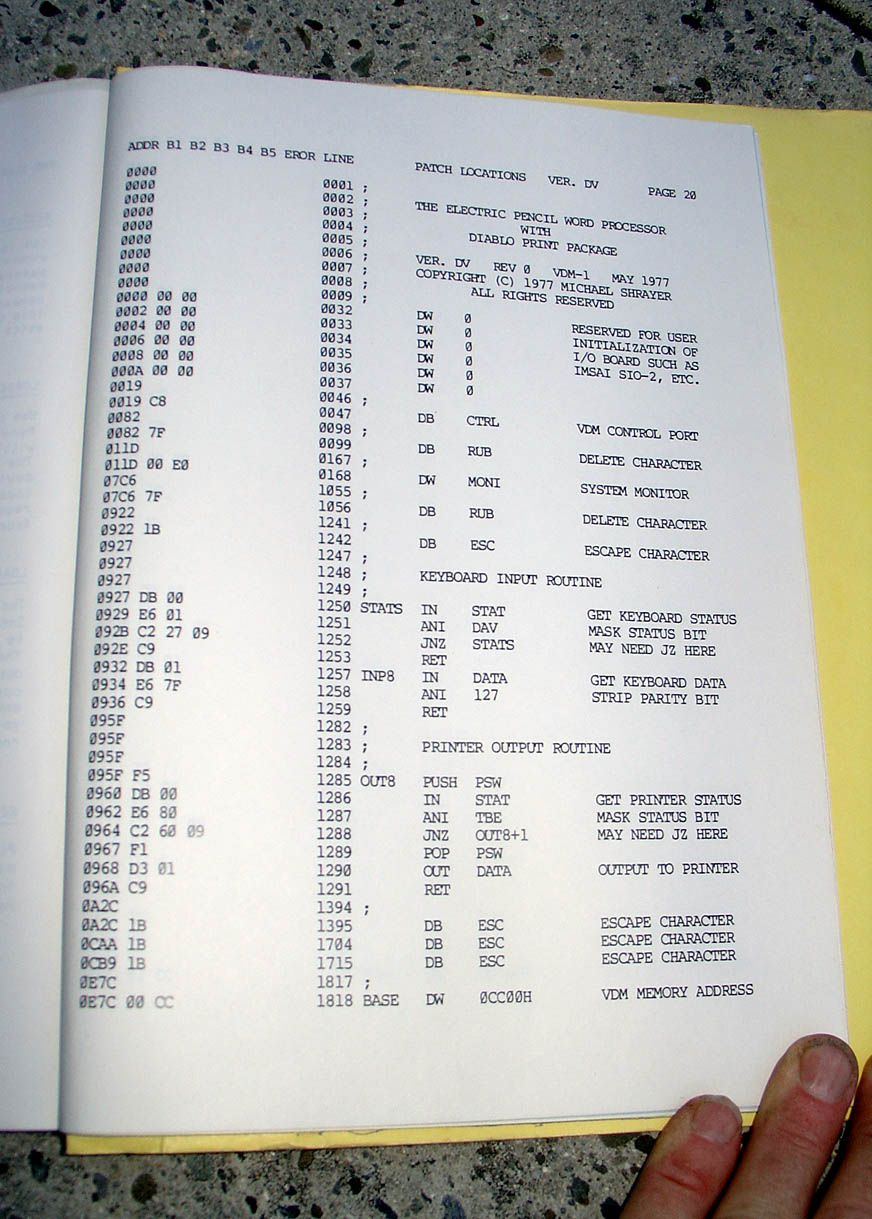 ADDR B1 B2 B3 B4 B5 EROR LINE PATCH LOCATIONS VER. DV PAGE 20
0000 0001 ;
0000 0002 ; THE ELECTRIC PENCIL WORD PROCESSOR
0000 0003 ; WITH
0000 0004 ; DIABLO PRINT PACKAGE
0000 0005 ;
0000 0006 ; VER. DV REV 0 VDM-1 MAY 1977
0000 0007 ; COPYRIGHT (C) 1977 MICHAEL SHRAYER
0000 0008 ; ALL RIGHTS RESERVED
0000 0009 ;
0000 00 00 0032 DW 0 RESERVED FOR USER
0002 00 00 0033 DW 0 INITIALIZATION OF
0004 00 00 0034 DW 0 I/O BOARD SUCH AS
0006 00 00 0035 DW 0 IMSAI SIO-2, ETC.
0008 00 00 0036 DW 0
000A 00 00 0037 DW 0
0019 0046 ;
0019 C8 0047 DB CTRL VDM CONTROL PORT
0082 0098 ;
0082 7F 0099 DB RUB DELETE CHARACTER
011D 0167 ;
011D 00 E0 0168 DW MONI SYSTEM MONITOR
07C6 1055 ;
07C6 7F 1056 DB RUB DELETE CHARACTER
0922 1241 ;
0922 1B 1242 DB ESC ESCAPE CHARACTER
0927 1247 ;
0927 1248 ; KEYBOARD INPUT ROUTINE
0927 1249 ;
0927 DB 00 1250 STATS IN STAT GET KEYBOARD STATUS
0929 E6 01 1251 ANI DAV MASK STATUS BIT
092B C2 27 09 1252 JNZ STATS MAY NEED JZ HERE
092E C9 1253 RET
0932 DB 01 1257 INP8 IN DATA GET KEYBOARD DATA
0934 E6 7F 1258 ANI 127 STRIP PARITY BIT
0936 C9 1259 RET
095F 1282 ;
095F 1283 ; PRINTER OUTPUT ROUTINE
095F 1284 ;
095F F5 1285 OUT8 PUSH PSW
0960 DB 00 1286 IN STAT GET PRINTER STATUS
0962 E6 80 1287 ANI TBE MASK STATUS BIT
0964 C2 60 09 1288 JNZ OUT8+1 MAY NEED JZ HERE
0967 F1 1289 POP PSW
0968 D3 01 1290 OUT DATA OUTPUT TO PRINTER
096A C9 1291 RET
0A2C 1394 ;
0A2C 1B 1395 DB ESC ESCAPE CHARACTER
0CAA 1B 1704 DB ESC ESCAPE CHARACTER
0CB9 1B 1715 DB ESC ESCAPE CHARACTER
0E7C 1817 ;
0E7C 00 CC 1818 BASE DW 0CC00H VDM MEMORY ADDRESS